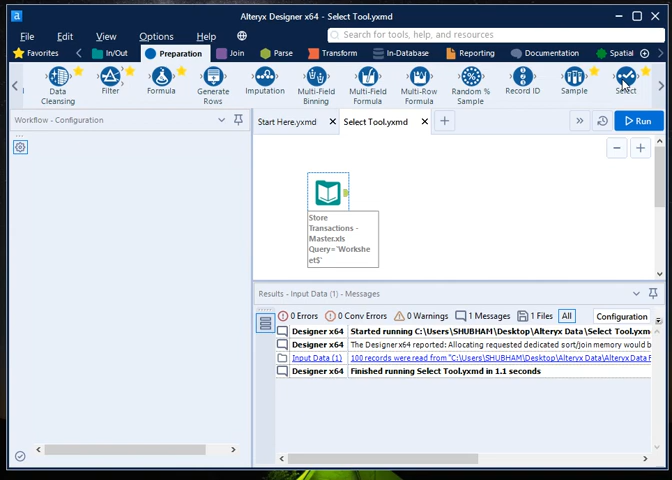 Alteryx Designer x64 - Select Tool.yxmd
File Edit View Options Help Search for tools, help, and resources
Favorites In/Out Preparation Join Parse Transform In-Database Reporting Documentation Spatial
Data Cleansing
Filter
Formula
Generate Rows
Imputation
Multi-Field Binning
Multi-Field Formula
Multi-Row Formula
Random % Sample
Record ID
Sample
Select
Workflow - Configuration
Start Here.yxmd
Select Tool.yxmd
Run
Store
Transactions -
Master.xls
Query=`Workshe
et$`
Results - Input Data (1) - Messages
0 Errors 0 Conv Errors 0 Warnings 1 Messages 1 Files All Configuration
Designer x64 Started running C:\Users\SHUBHAM\Desktop\Alteryx Data\Select Tool.yxm
Designer x64 The Designer x64 reported: Allocating requested dedicated sort/join memory would b
Input Data (1) 100 records were read from "C:\Users\SHUBHAM\Desktop\Alteryx Data\Alteryx Data F
Designer x64 Finished running Select Tool.yxmd in 1.1 seconds